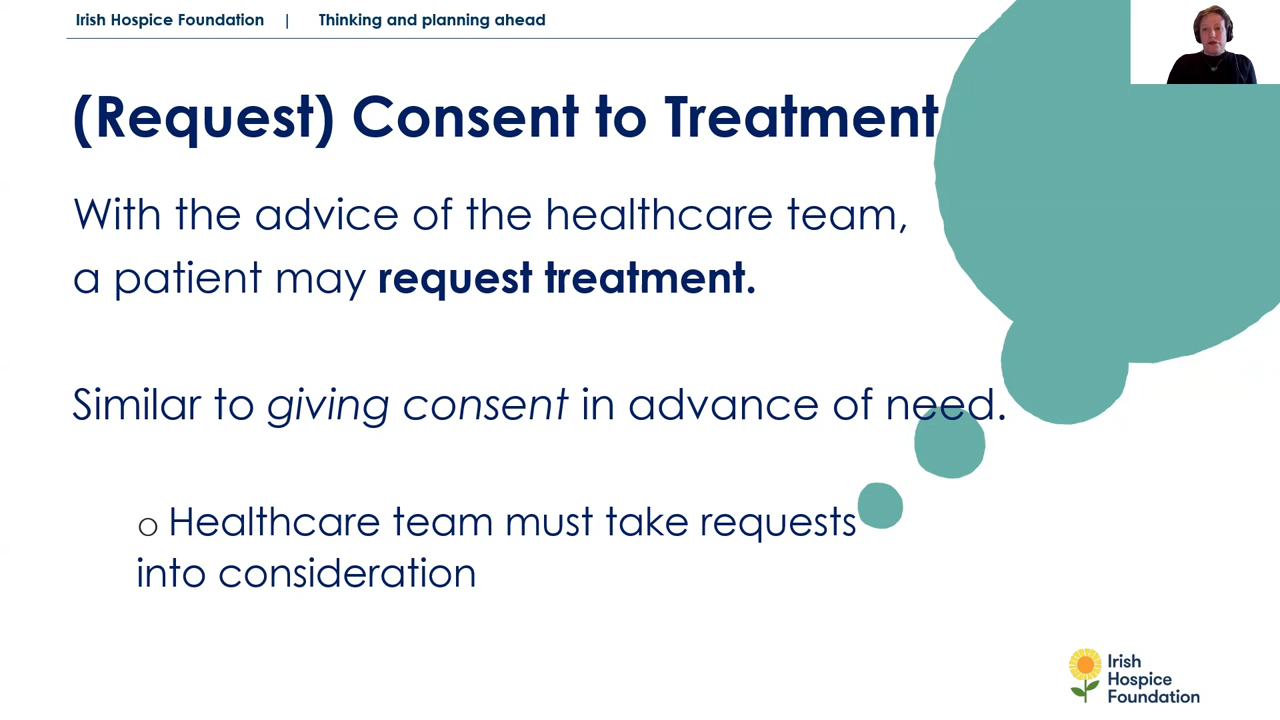 Irish Hospice Foundation | Thinking and planning ahead
(Request) Consent to Treatment
With the advice of the healthcare team,
a patient may request treatment.
Similar to giving consent in advance of need.
o Healthcare team must take requests
into consideration
Irish
Hospice
Foundation